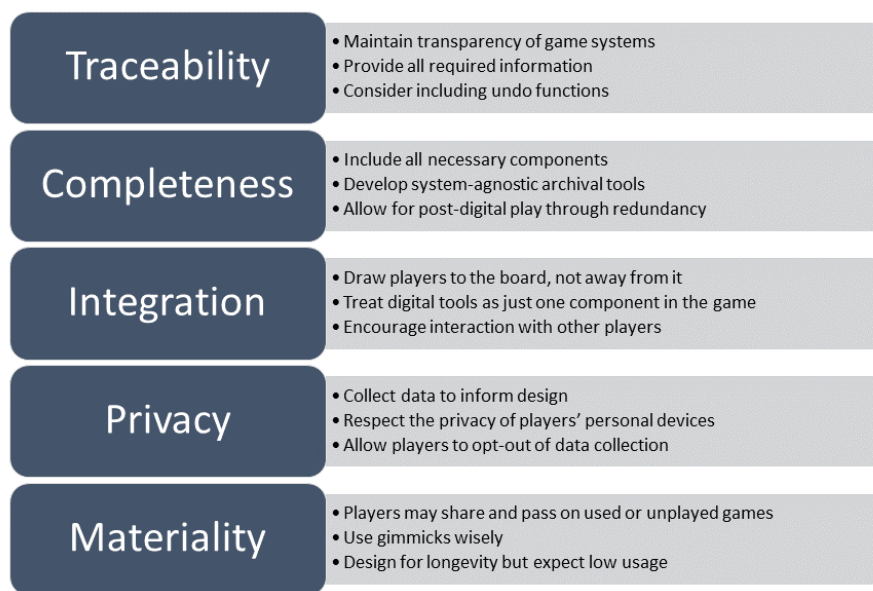 Traceability
• Maintain transparency of game systems
• Provide all required information
• Consider including undo functions
Completeness
• Include all necessary components
• Develop system-agnostic archival tools
• Allow for post-digital play through redundancy
Integration
• Draw players to the board, not away from it
• Treat digital tools as just one component in the game
• Encourage interaction with other players
Privacy
• Collect data to inform design
• Respect the privacy of players’ personal devices
• Allow players to opt-out of data collection
Materiality
• Players may share and pass on used or unplayed games
• Use gimmicks wisely
• Design for longevity but expect low usage